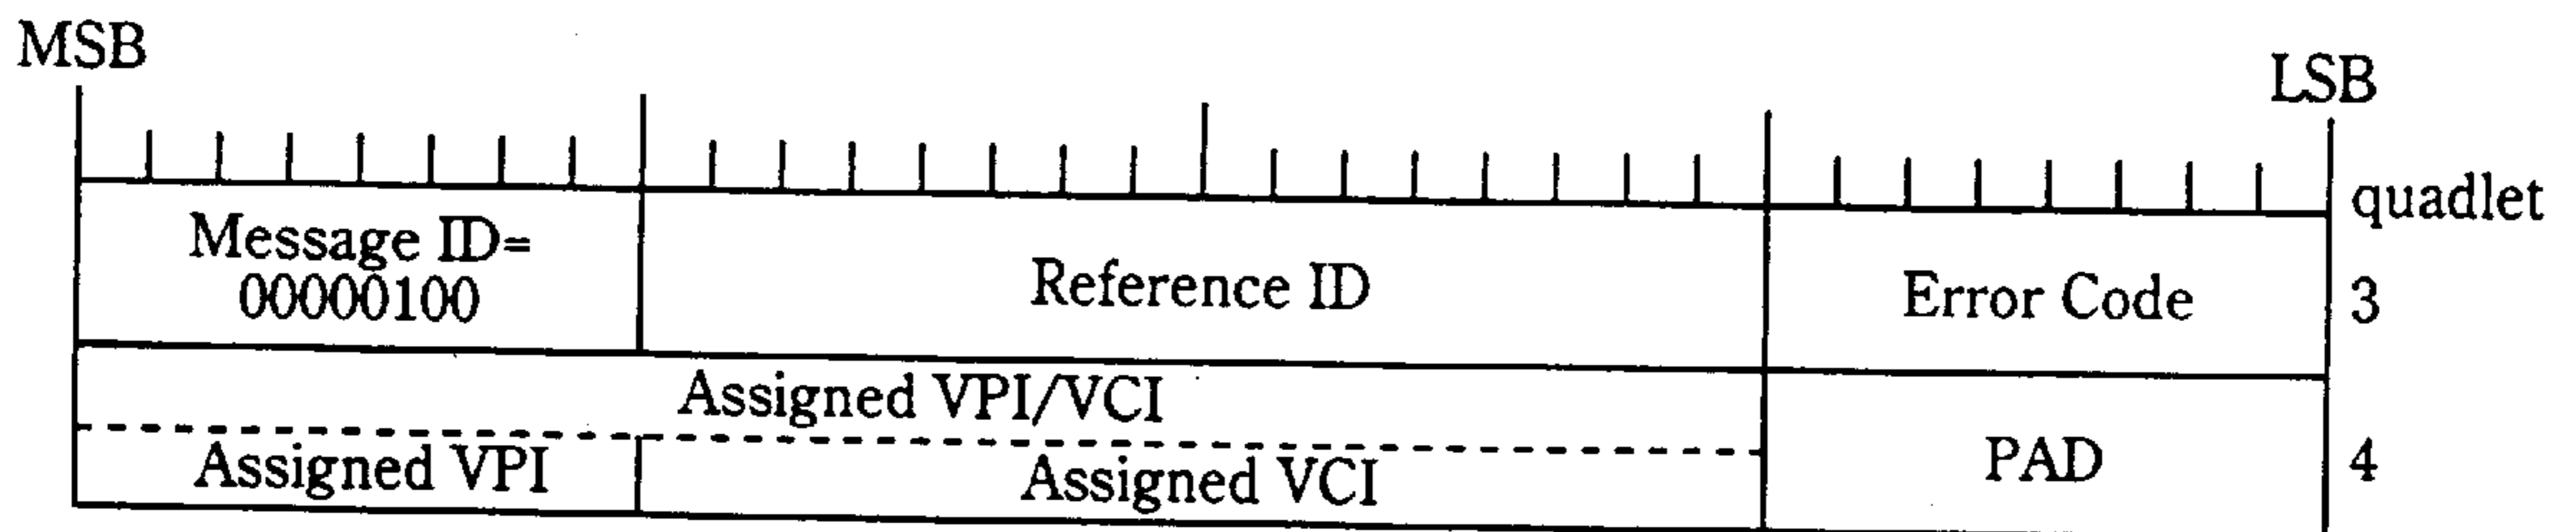 MSB
LSB
quadlet
Message ID=
00000100
Reference ID
Error Code
3
Assigned VPI/VCI
Assigned VPI
Assigned VCI
PAD
4